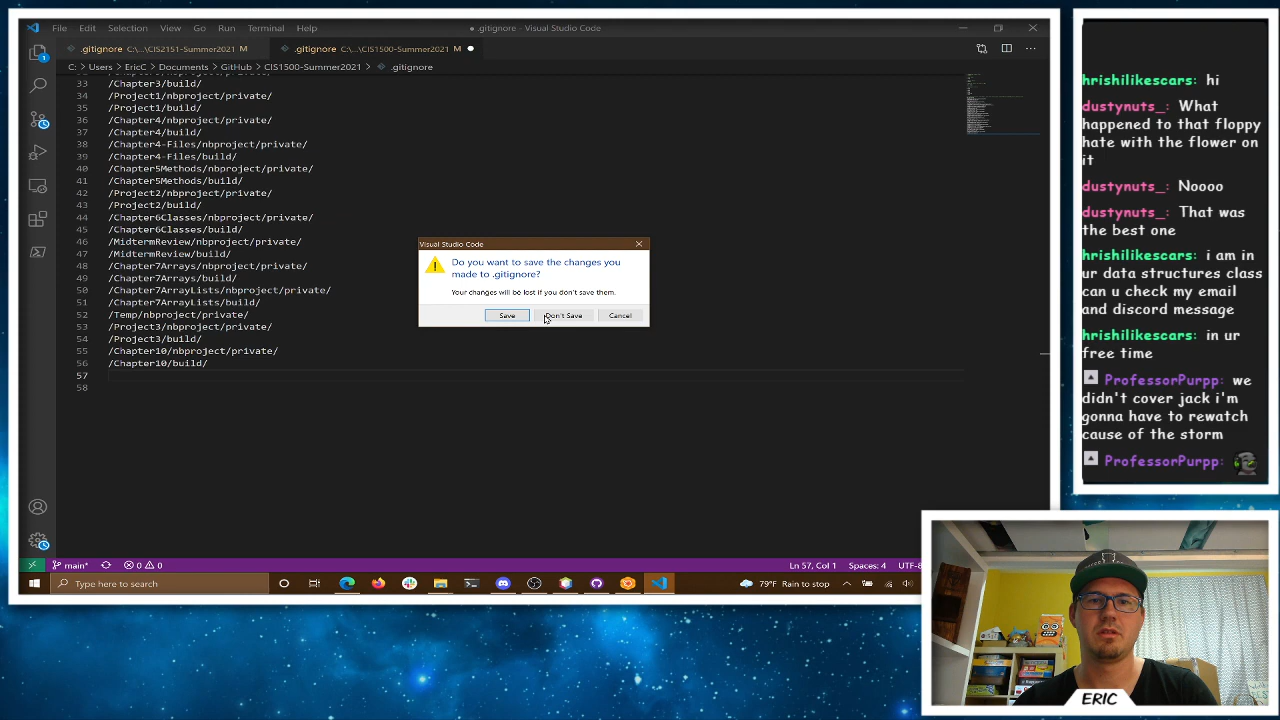 File Edit Selection View Go Run Terminal Help
● .gitignore - Visual Studio Code
.gitignore C:\...\CIS2151-Summer2021 M
.gitignore C:\...\CIS1500-Summer2021 M ●
C: > Users > EricC > Documents > GitHub > CIS1500-Summer2021 > .gitignore
33 /Chapter3/build/
34 /Project1/nbproject/private/
35 /Project1/build/
36 /Chapter4/nbproject/private/
37 /Chapter4/build/
38 /Chapter4-Files/nbproject/private/
39 /Chapter4-Files/build/
40 /Chapter5Methods/nbproject/private/
41 /Chapter5Methods/build/
42 /Project2/nbproject/private/
43 /Project2/build/
44 /Chapter6Classes/nbproject/private/
45 /Chapter6Classes/build/
46 /MidtermReview/nbproject/private/
47 /MidtermReview/build/
48 /Chapter7Arrays/nbproject/private/
49 /Chapter7Arrays/build/
50 /Chapter7ArrayLists/nbproject/private/
51 /Chapter7ArrayLists/build/
52 /Temp/nbproject/private/
53 /Project3/nbproject/private/
54 /Project3/build/
55 /Chapter10/nbproject/private/
56 /Chapter10/build/
57
58
Visual Studio Code
Do you want to save the changes you
made to .gitignore?
Your changes will be lost if you don't save them.
Save Don't Save Cancel
main* 0 0 Ln 57, Col 1 Spaces: 4
Type here to search
79°F Rain to stop
hrishilikescars: hi
dustynuts_: What
happened to that floppy
hate with the flower on
it
dustynuts_: Noooo
dustynuts_: That was
the best one
hrishilikescars: i am in
ur data structures class
can u check my email
and discord message
hrishilikescars: in ur
free time
ProfessorPurpp: we
didn't cover jack i'm
gonna have to rewatch
cause of the storm
ProfessorPurpp:
ERIC